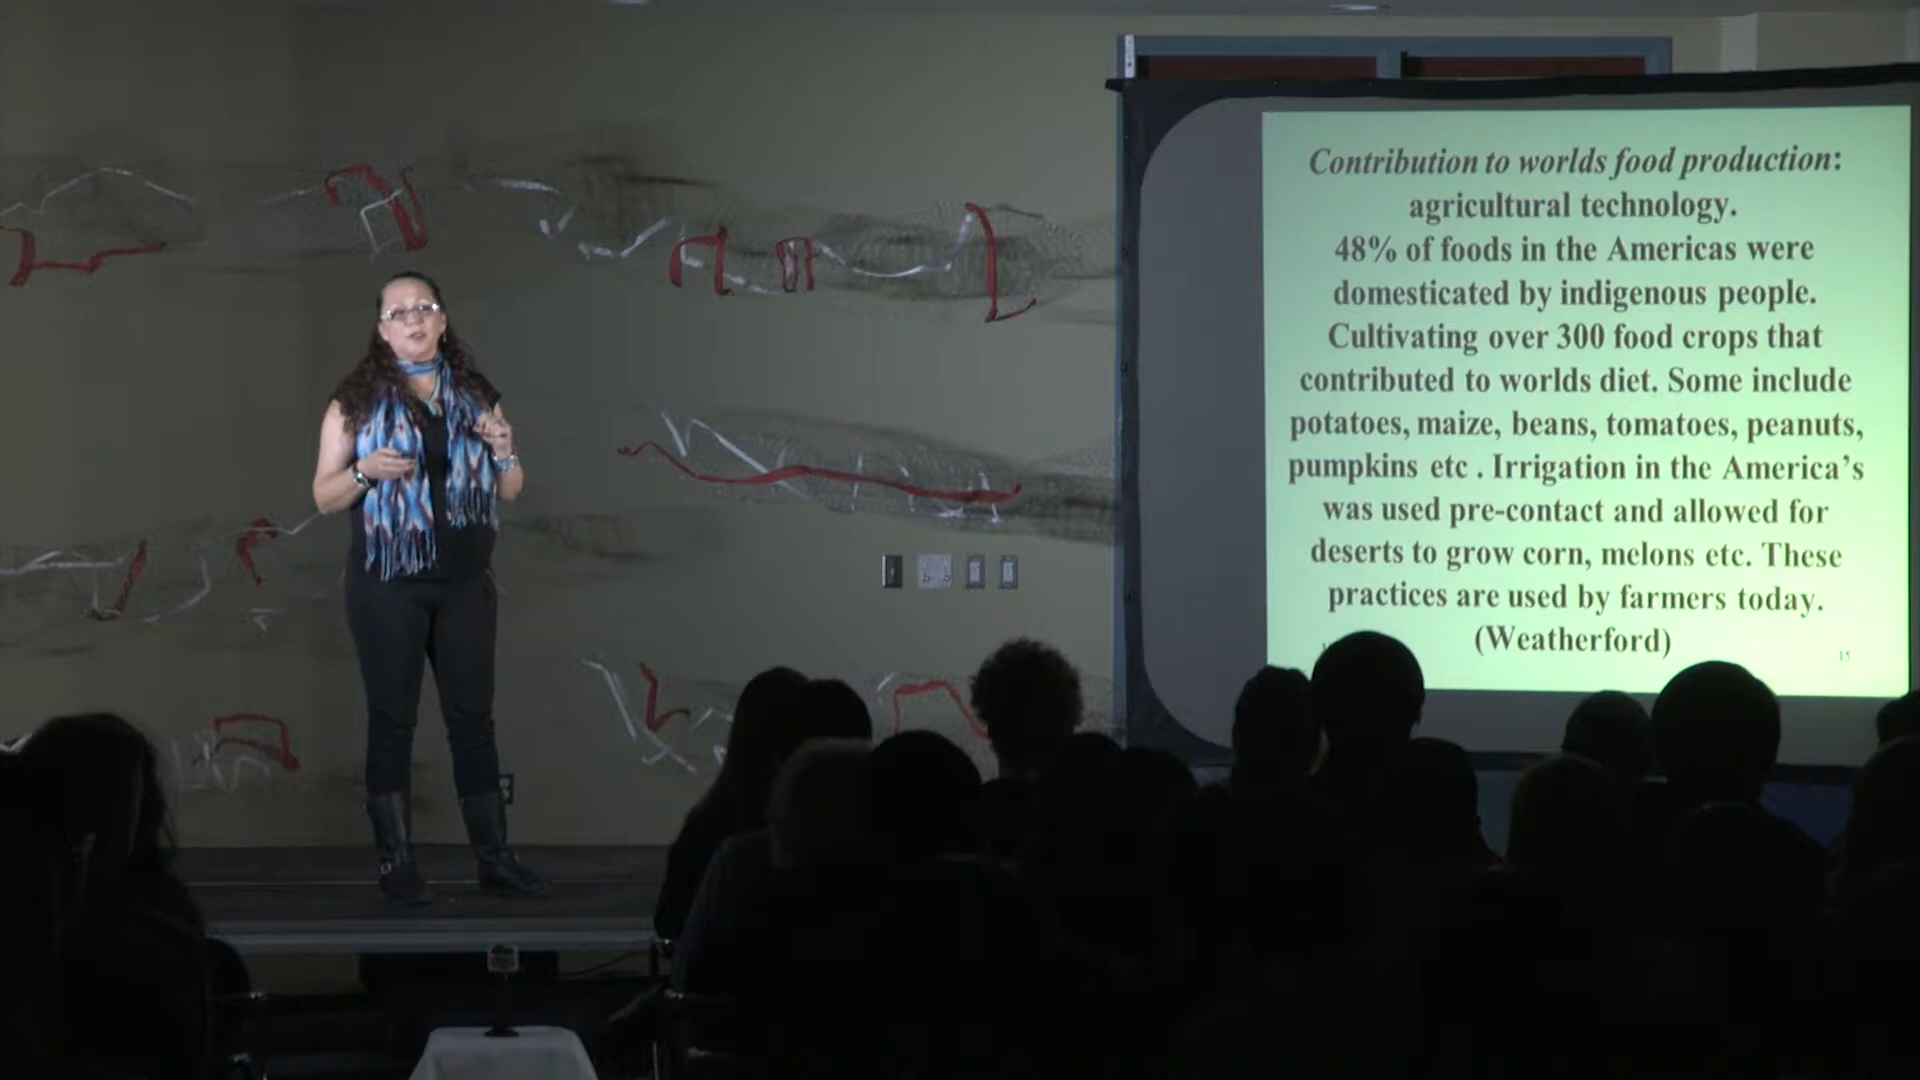 Contribution to worlds food production:
agricultural technology.
48% of foods in the Americas were
domesticated by indigenous people.
Cultivating over 300 food crops that
contributed to worlds diet. Some include
potatoes, maize, beans, tomatoes, peanuts,
pumpkins etc . Irrigation in the America’s
was used pre-contact and allowed for
deserts to grow corn, melons etc. These
practices are used by farmers today.
(Weatherford)
15